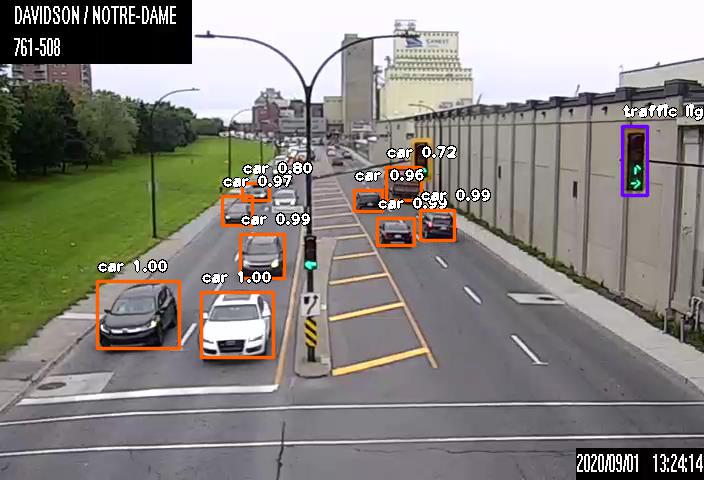 DAVIDSON / NOTRE-DAME
761-508
traffic lig
car 0.72
car 0.80
car 0.96
car 0.97
car 0.99
car 0.99
car 0.99
car 1.00
car 1.00
2020/09/01 13:24:14